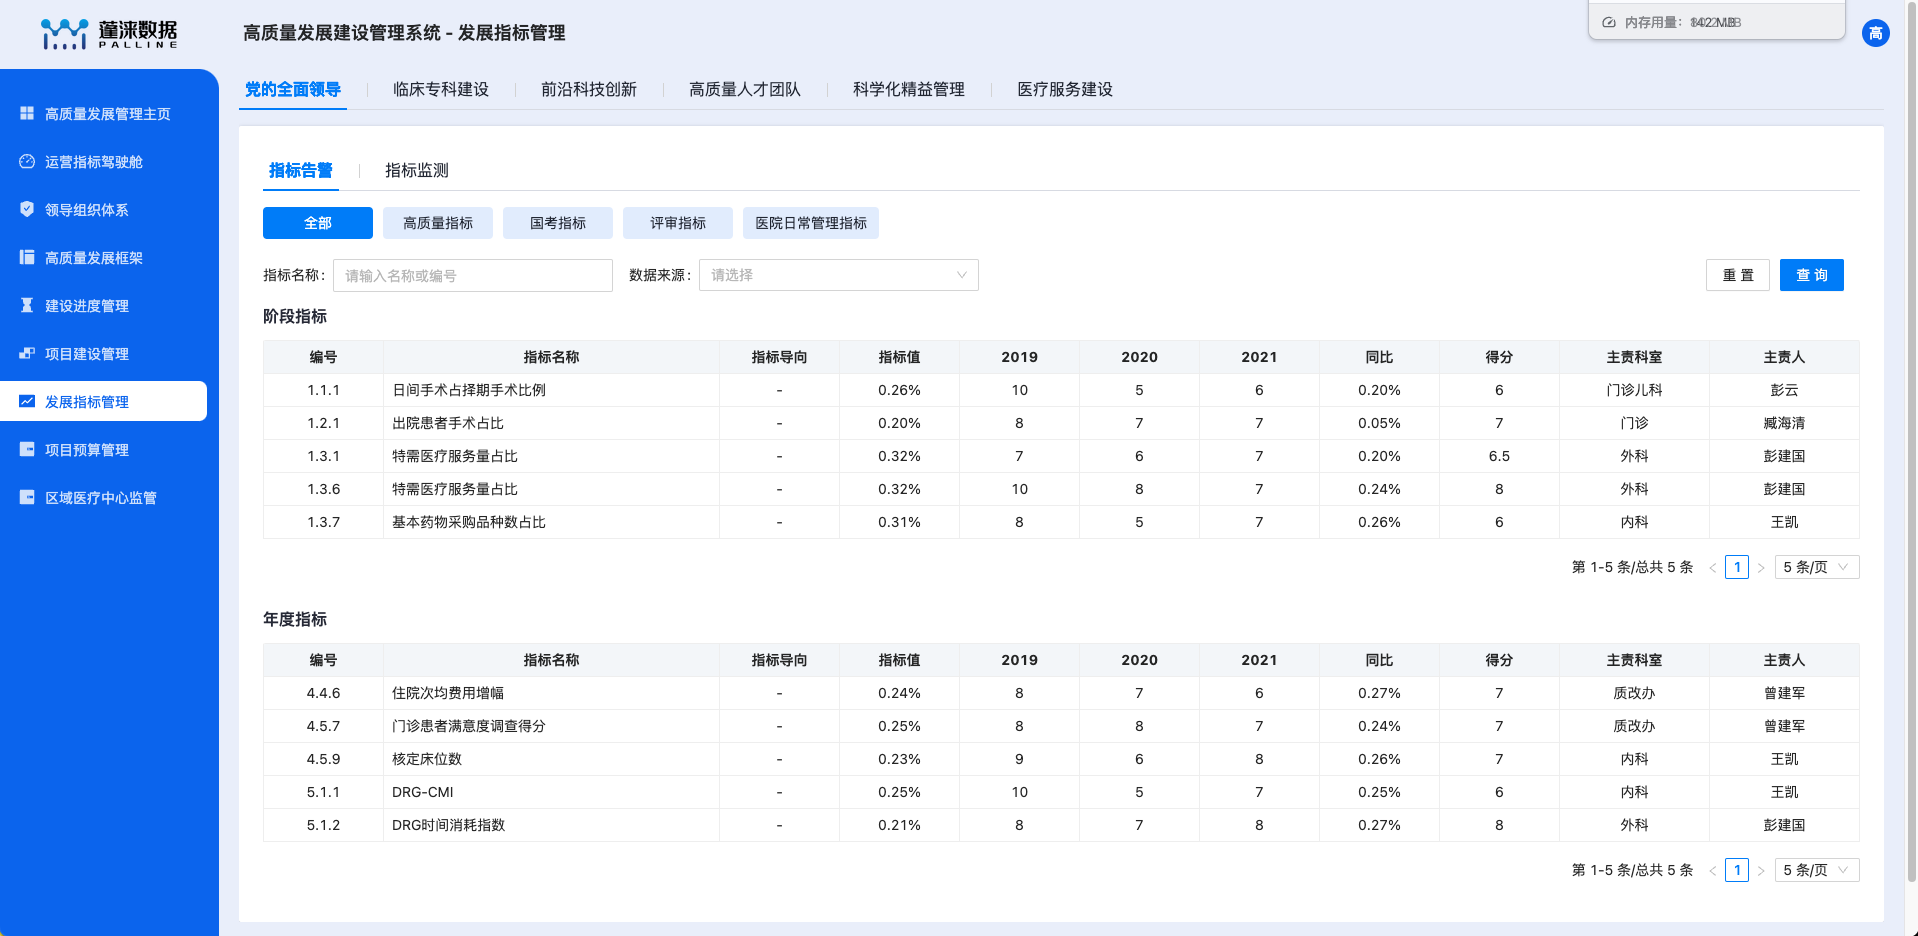 蓬涞数据
PALLINE
高质量发展建设管理系统 - 发展指标管理
内存用量：
高
高质量发展管理主页
运营指标驾驶舱
领导组织体系
高质量发展框架
建设进度管理
项目建设管理
发展指标管理
项目预算管理
区域医疗中心监管
党的全面领导 临床专科建设 前沿科技创新 高质量人才团队 科学化精益管理 医疗服务建设
指标告警 指标监测
全部 高质量指标 国考指标 评审指标 医院日常管理指标
指标名称： 请输入名称或编号 数据来源： 请选择 重 置 查 询
阶段指标
编号 指标名称 指标导向 指标值 2019 2020 2021 同比 得分 主责科室 主责人
1.1.1 日间手术占择期手术比例 - 0.26% 10 5 6 0.20% 6 门诊儿科 彭云
1.2.1 出院患者手术占比 - 0.20% 8 7 7 0.05% 7 门诊 臧海清
1.3.1 特需医疗服务量占比 - 0.32% 7 6 7 0.20% 6.5 外科 彭建国
1.3.6 特需医疗服务量占比 - 0.32% 10 8 7 0.24% 8 外科 彭建国
1.3.7 基本药物采购品种数占比 - 0.31% 8 5 7 0.26% 6 内科 王凯
第 1-5 条/总共 5 条 < 1 > 5 条/页
年度指标
编号 指标名称 指标导向 指标值 2019 2020 2021 同比 得分 主责科室 主责人
4.4.6 住院次均费用增幅 - 0.24% 8 7 6 0.27% 7 质改办 曾建军
4.5.7 门诊患者满意度调查得分 - 0.25% 8 8 7 0.24% 7 质改办 曾建军
4.5.9 核定床位数 - 0.23% 9 6 8 0.26% 7 内科 王凯
5.1.1 DRG-CMI - 0.25% 10 5 7 0.25% 6 内科 王凯
5.1.2 DRG时间消耗指数 - 0.21% 8 7 8 0.27% 8 外科 彭建国
第 1-5 条/总共 5 条 < 1 > 5 条/页